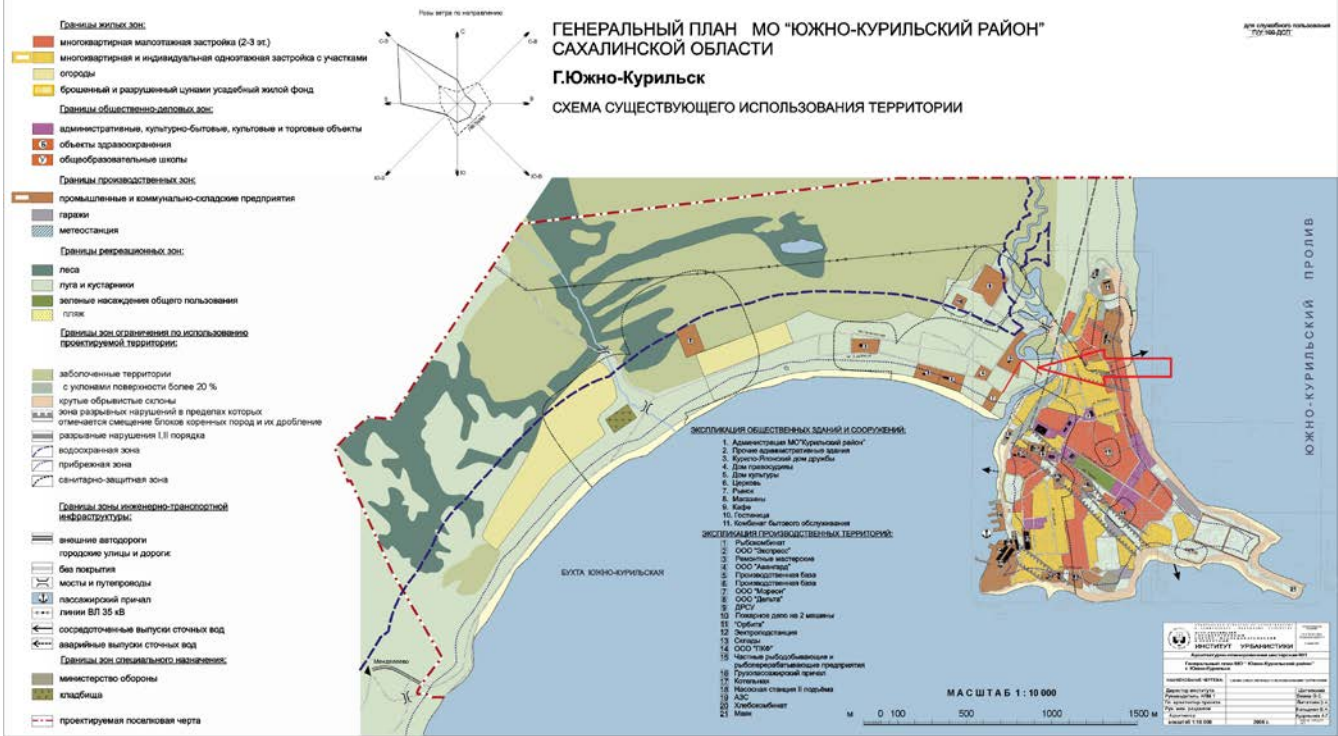 Границы жилых зон:
многоквартирная малоэтажная застройка (2-3 эт.)
многоквартирная и индивидуальная одноэтажная застройка с участками
огороды
брошенный и разрушенный цунами усадебный жилой фонд
Границы общественно-деловых зон:
административные, культурно-бытовые, культовые и торговые объекты
объекты здравоохранения
общеобразовательные школы
Границы производственных зон:
промышленные и коммунально-складские предприятия
гаражи
метеостанция
Границы рекреационных зон:
леса
луга и кустарники
зеленые насаждения общего пользования
пляж
Границы зон ограничения по использованию
проектируемой территории:
заболоченные территории
с уклонами поверхности более 20 %
крутые обрывистые склоны
зона разрывных нарушений в пределах которых
отмечается смещение блоков коренных пород и их дробление
разрывные нарушения I,II порядка
водоохранная зона
прибрежная зона
санитарно-защитная зона
Границы зоны инженерно-транспортной
инфраструктуры:
внешние автодороги
городские улицы и дороги:
без покрытия
мосты и путепроводы
пассажирский причал
линии ВЛ 35 кВ
сосредоточенные выпуски сточных вод
аварийные выпуски сточных вод
Границы зон специального назначения:
министерство обороны
кладбища
проектируемая поселковая черта
Розы ветра по направлению
С
В
Ю
ГЕНЕРАЛЬНЫЙ ПЛАН МО "ЮЖНО-КУРИЛЬСКИЙ РАЙОН"
САХАЛИНСКОЙ ОБЛАСТИ
Г.Южно-Курильск
СХЕМА СУЩЕСТВУЮЩЕГО ИСПОЛЬЗОВАНИЯ ТЕРРИТОРИИ
для служебного пользования
ЮЖНО-КУРИЛЬСКИЙ ПРОЛИВ
БУХТА ЮЖНО-КУРИЛЬСКАЯ
Менделеево
ЭКСПЛИКАЦИЯ ОБЩЕСТВЕННЫХ ЗДАНИЙ И СООРУЖЕНИЙ:
1. Администрация МО"Курильский район"
2. Прочие административные здания
3. Курило-Японский дом дружбы
4. Дом правосудия
5. Дом культуры
6. Церковь
7. Рынок
8. Магазины
9. Кафе
10. Гостиница
11. Комбинат бытового обслуживания
ЭКСПЛИКАЦИЯ ПРОИЗВОДСТВЕННЫХ ТЕРРИТОРИЙ:
1 Рыбокомбинат
2 ООО "Экспресс"
3 Ремонтные мастерские
4 ООО "Авангард"
5 Производственная база
6 Производственная база
7 ООО
8 ООО "Дельта"
9 ДРСУ
10 Пожарное депо на 2 машины
11 "Орбита"
12 Электроподстанция
13 Склады
14 ООО "ПКФ"
15 Частные рыбодобывающие и
рыбоперерабатывающие предприятия
16 Грузопассажирский причал
17 Котельная
18 Насосная станция II подъёма
19 АЗС
20 Хлебокомбинат
21 Маяк
МАСШТАБ 1 : 10 000
М 0 100 500 1000 1500 м
ИНСТИТУТ УРБАНИСТИКИ